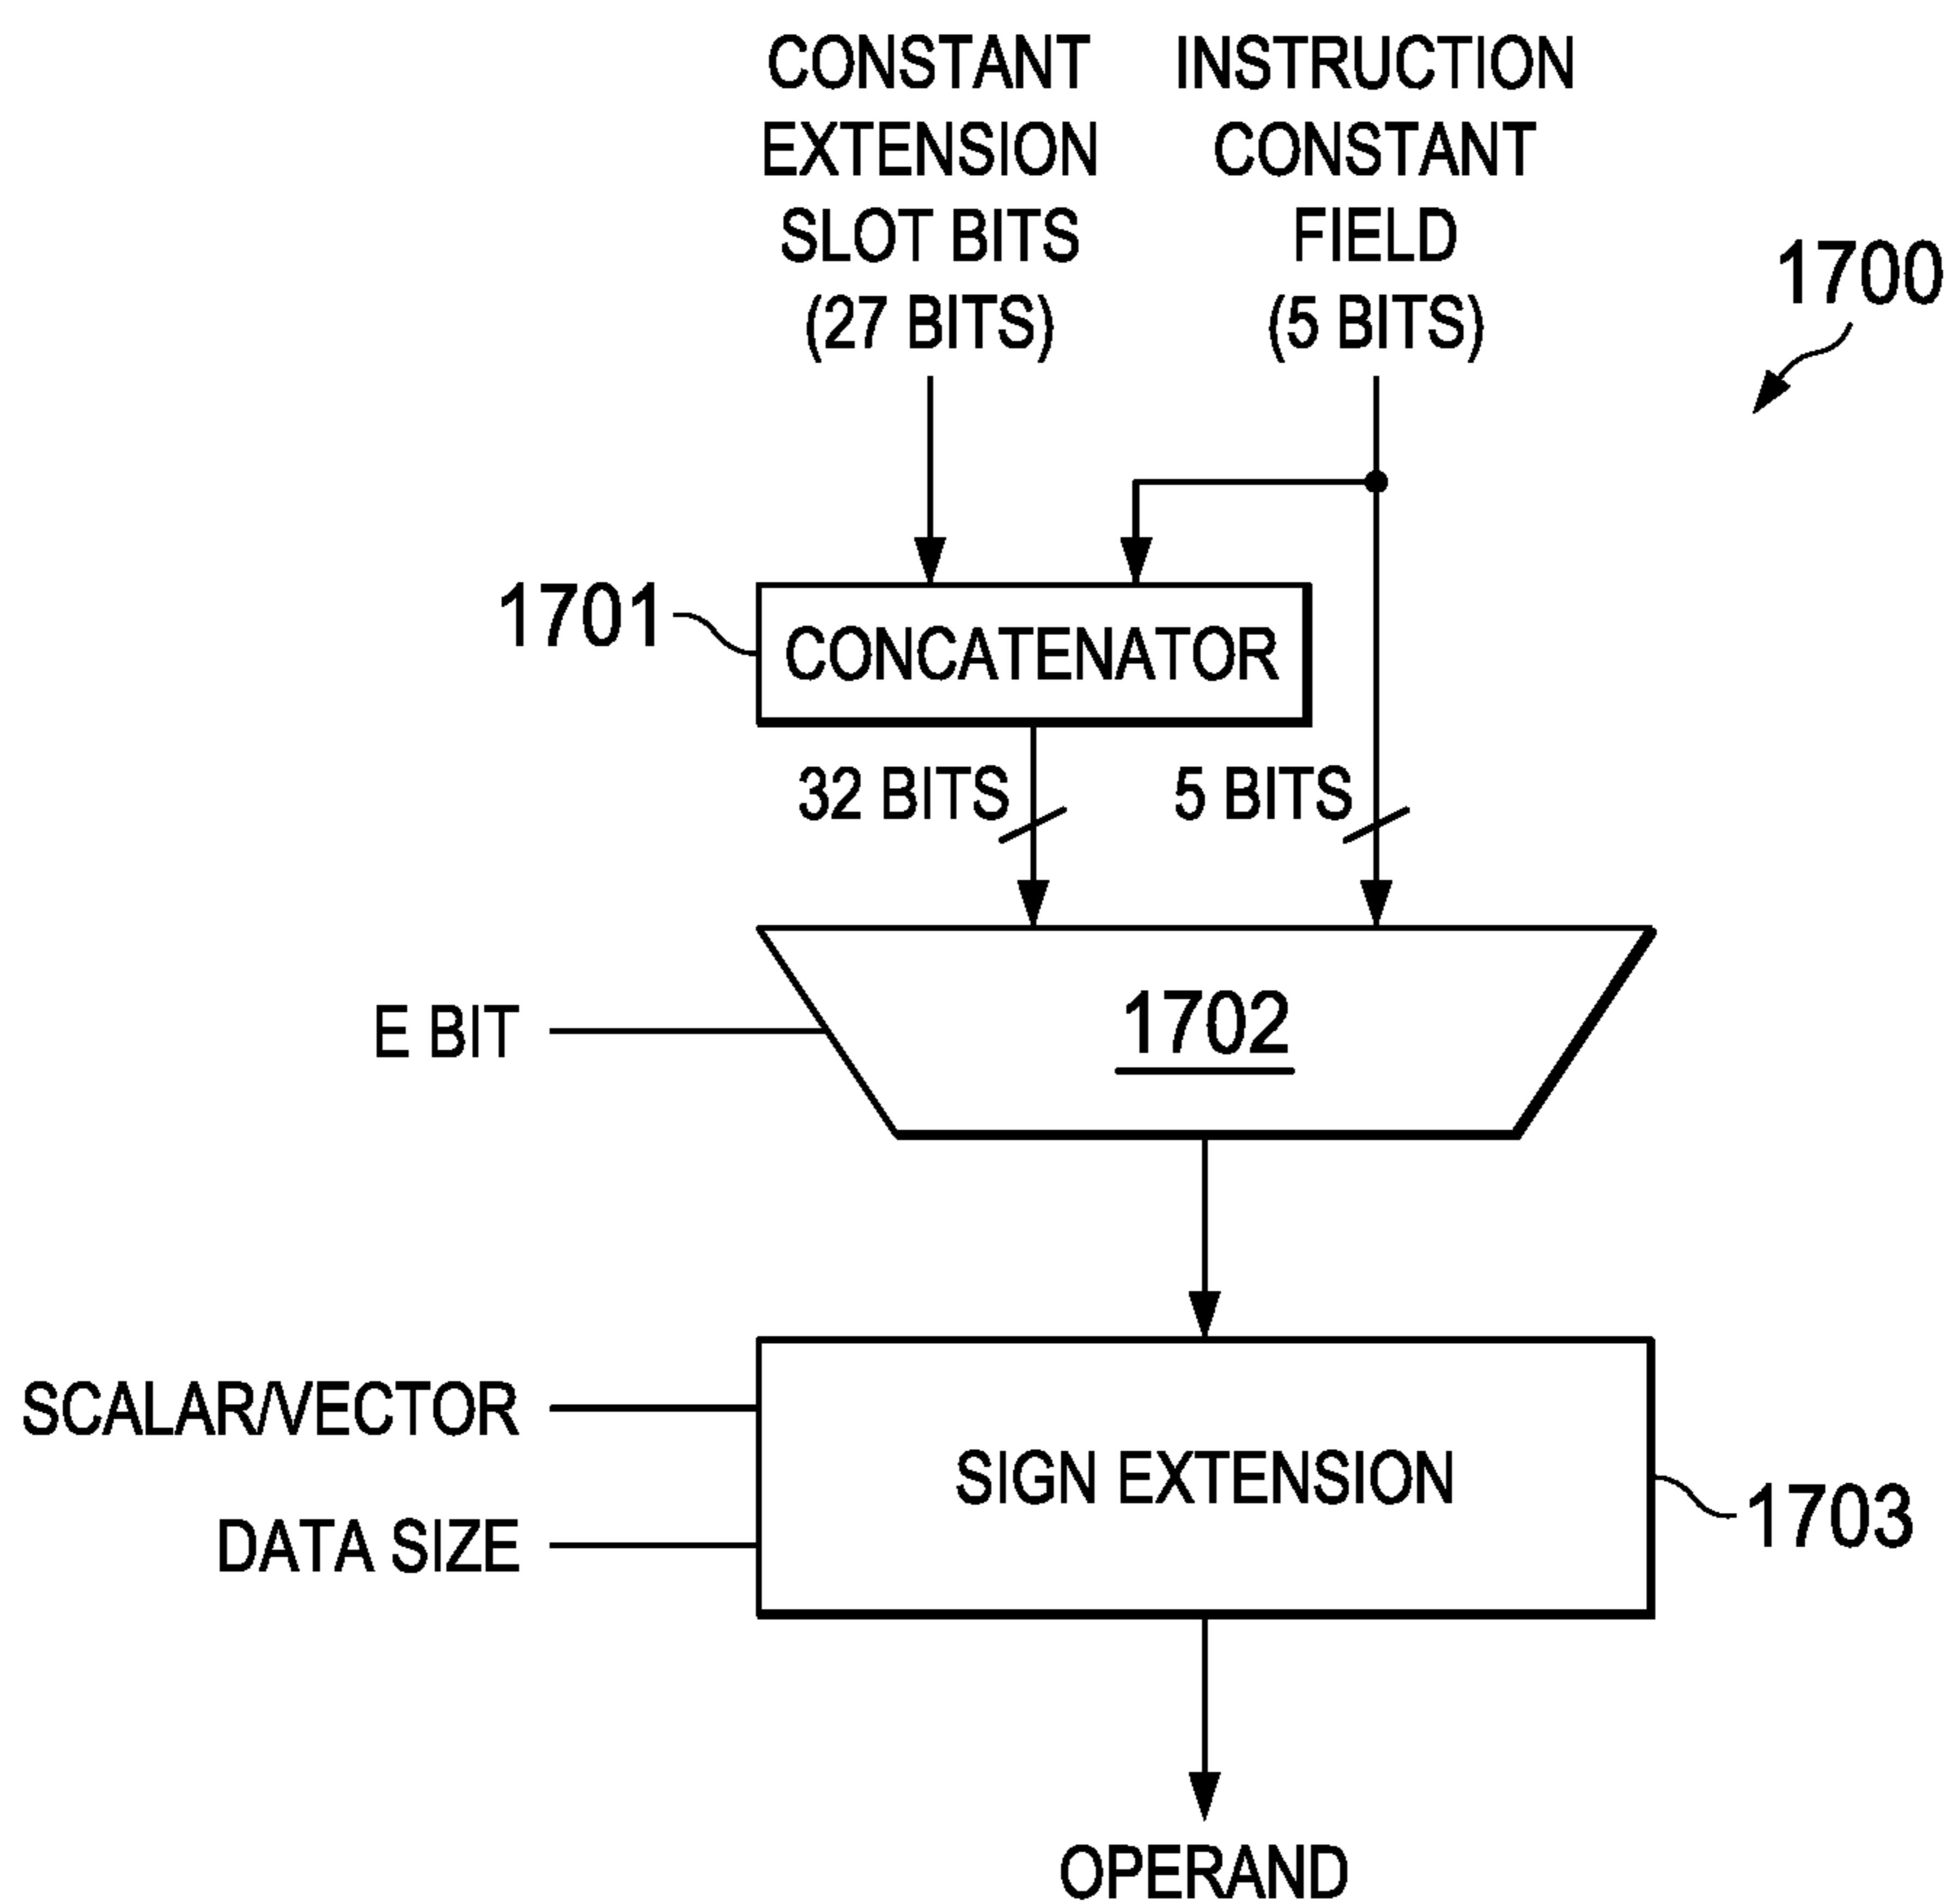 CONSTANT
EXTENSION
SLOT BITS
(27 BITS)
INSTRUCTION
CONSTANT
FIELD
(5 BITS)
1700
1701
CONCATENATOR
32 BITS
5 BITS
E BIT
1702
SCALAR/VECTOR
DATA SIZE
SIGN EXTENSION
1703
OPERAND